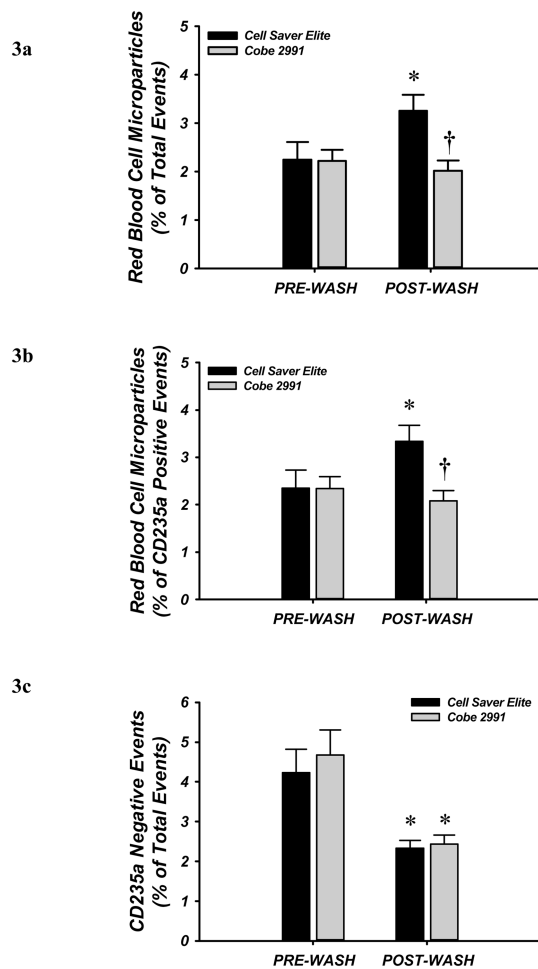 3a
Red Blood Cell Microparticles
(% of Total Events)
Cell Saver Elite
Cobe 2991
5
4
3
2
1
0
*
†
PRE-WASH
POST-WASH
3b
Red Blood Cell Microparticles
(% of CD235a Positive Events)
Cell Saver Elite
Cobe 2991
5
4
3
2
1
0
*
†
PRE-WASH
POST-WASH
3c
CD235a Negative Events
(% of Total Events)
Cell Saver Elite
Cobe 2991
6
5
4
3
2
1
0
* *
PRE-WASH
POST-WASH